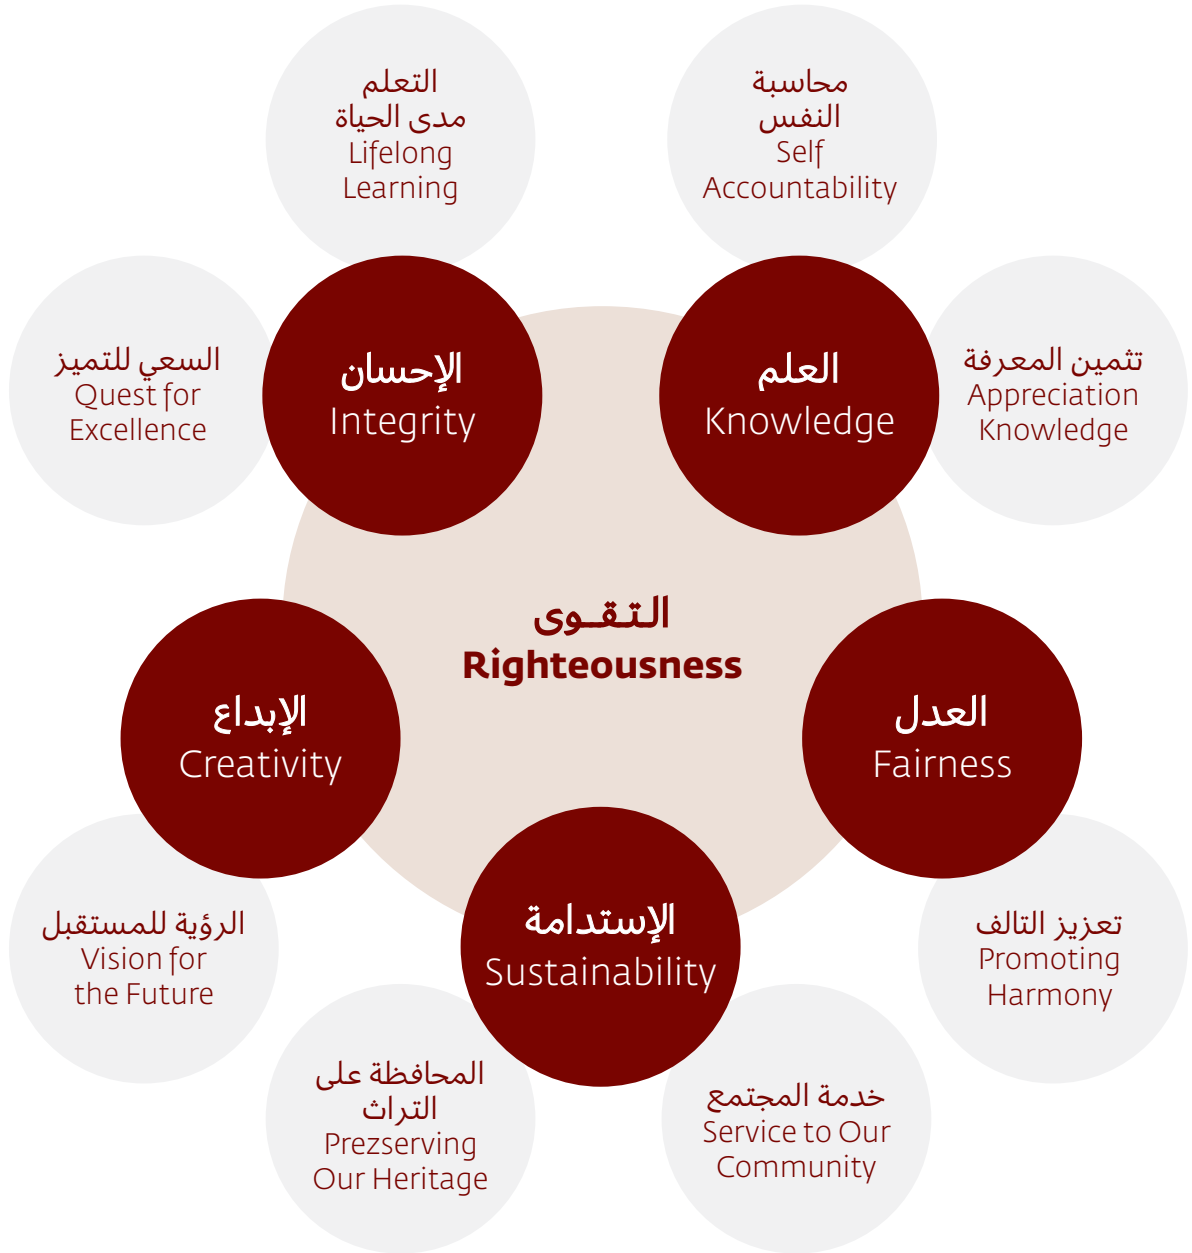 التعلم
مدى الحياة
Lifelong
Learning
محاسبة
النفس
Self
Accountability
السعي للتميز
Quest for
Excellence
الإحسان
Integrity
العلم
Knowledge
تثمين المعرفة
Appreciation
Knowledge
التقوى
Righteousness
الإبداع
Creativity
العدل
Fairness
الإستدامة
Sustainability
الرؤية للمستقبل
Vision for
the Future
تعزيز التالف
Promoting
Harmony
المحافظة على
التراث
Prezserving
Our Heritage
خدمة المجتمع
Service to Our
Community